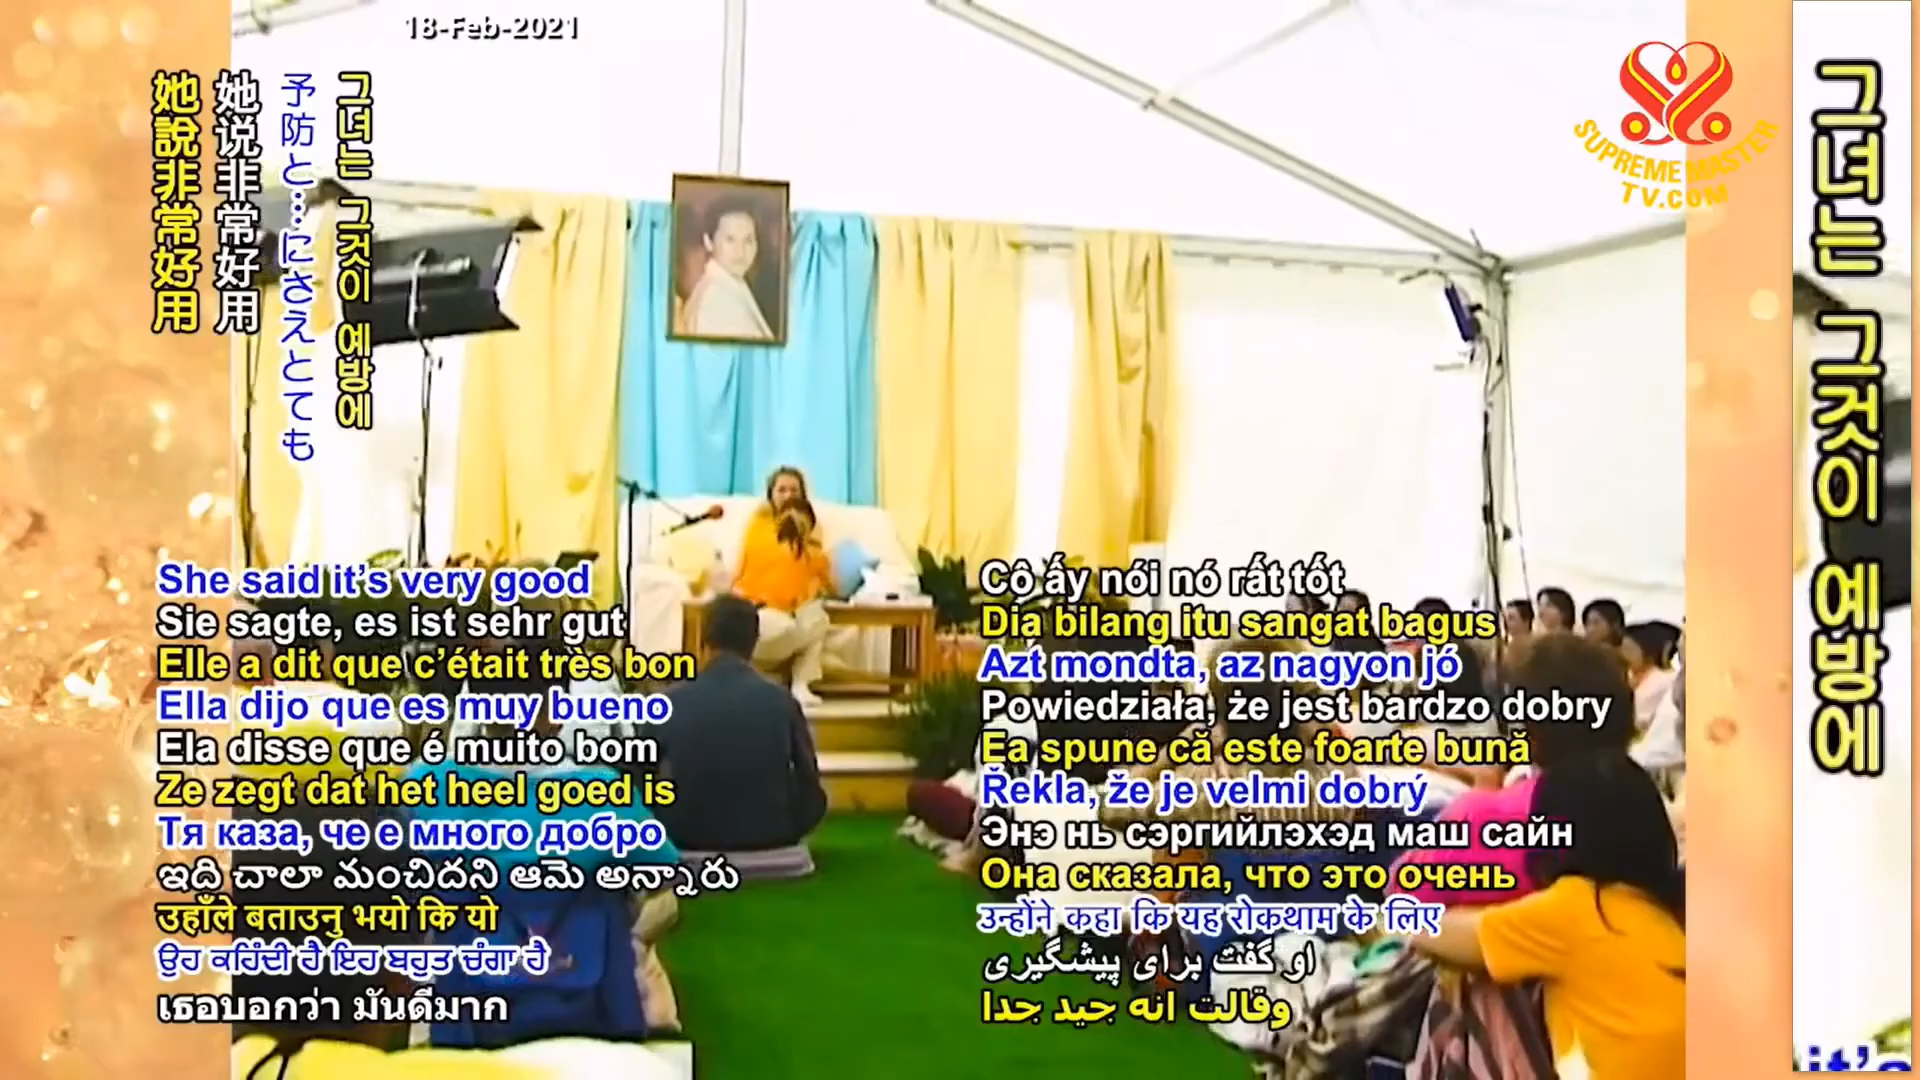 18-Feb-2021
SUPREME MASTER
TV.COM
그녀는 그것이 예방에
予防と…にさえとても
她说非常好用
她說非常好用
She said it’s very good
Sie sagte, es ist sehr gut
Elle a dit que c’était très bon
Ella dijo que es muy bueno
Ela disse que é muito bom
Ze zegt dat het heel goed is
Тя каза, че е много добро
ఇది చాలా మంచిదని ఆమె అన్నారు
उहाँले बताउनु भयो कि यो
ਉਹ ਕਹਿੰਦੀ ਹੈ ਇਹ ਬਹੁਤ ਚੰਗਾ ਹੈ
เธอบอกว่า มันดีมาก
Cô ấy nói nó rất tốt
Dia bilang itu sangat bagus
Azt mondta, az nagyon jó
Powiedziała, że jest bardzo dobry
Ea spune că este foarte bună
Řekla, že je velmi dobrý
Энэ нь сэргийлэхэд маш сайн
Она сказала, что это очень
उन्होंने कहा कि यह रोकथाम के लिए
او گفت برای پیشگیری
وقالت انه جيد جدا
그녀는 그것이 예방에
it’s